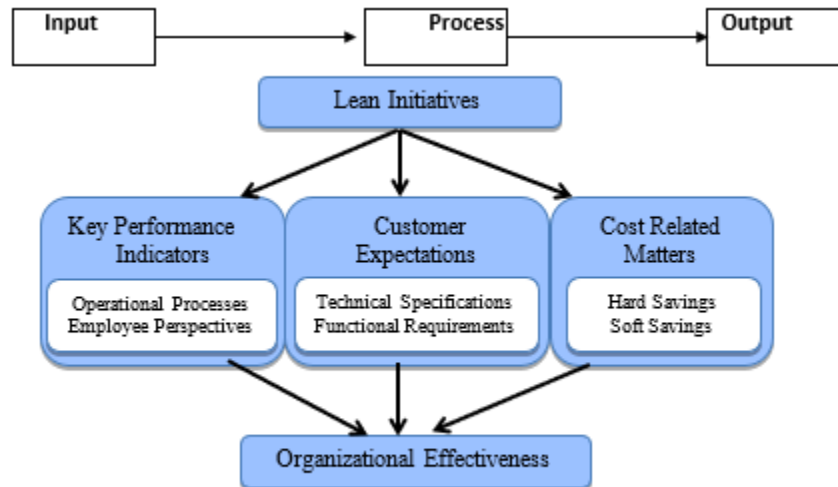 Input
Process
Output
Lean Initiatives
Key Performance
Indicators
Operational Processes
Employee Perspectives
Customer
Expectations
Technical Specifications
Functional Requirements
Cost Related
Matters
Hard Savings
Soft Savings
Organizational Effectiveness